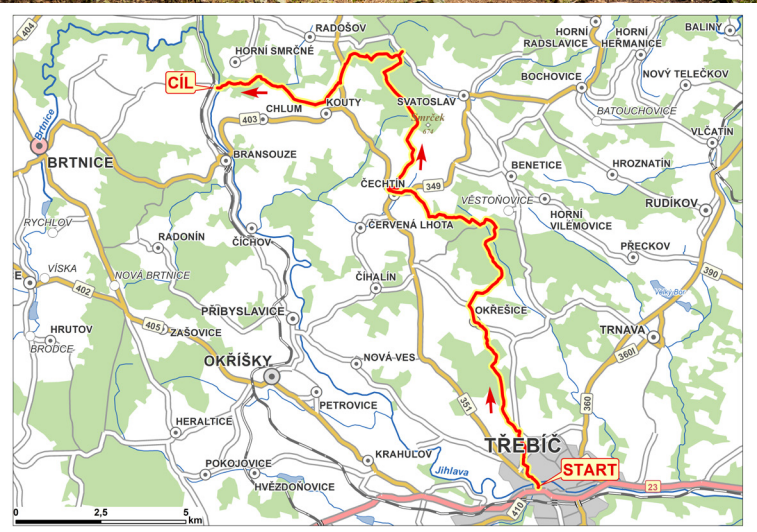 404
RADOŠOV
HORNÍ SMRČNÉ
HORNÍ
RADSLAVICE
HORNÍ
HEŘMANICE
BALINY
CÍL
BOCHOVICE
NOVÝ TELEČKOV
SVATOSLAV
Smrček
674
BATOUCHOVICE
CHLUM
KOUTY
403
Brtnice
BRTNICE
BRANSOUZE
VLČATÍN
BENETICE
HROZNATÍN
ČECHTÍN
349
VĚSTOŇOVICE
RUDÍKOV
HORNÍ
VILÉMOVICE
RYCHLOV
ČERVENÁ LHOTA
RADONÍN
ČÍCHOV
PŘECKOV
390
VÍSKA
NOVÁ BRTNICE
E
402
ČÍHALÍN
Velký Bor
PŘIBYSLAVICE
OKŘEŠICE
HRUTOV
BRODCE
405
ZAŠOVICE
TRNAVA
360I
NOVÁ VES
OKŘÍŠKY
PETROVICE
351
360
HERALTICE
TŘEBÍČ
KRAHULOV
POKOJOVICE
HVĚZDOŇOVICE
Jihlava
START
23
410
0 2,5 5
km